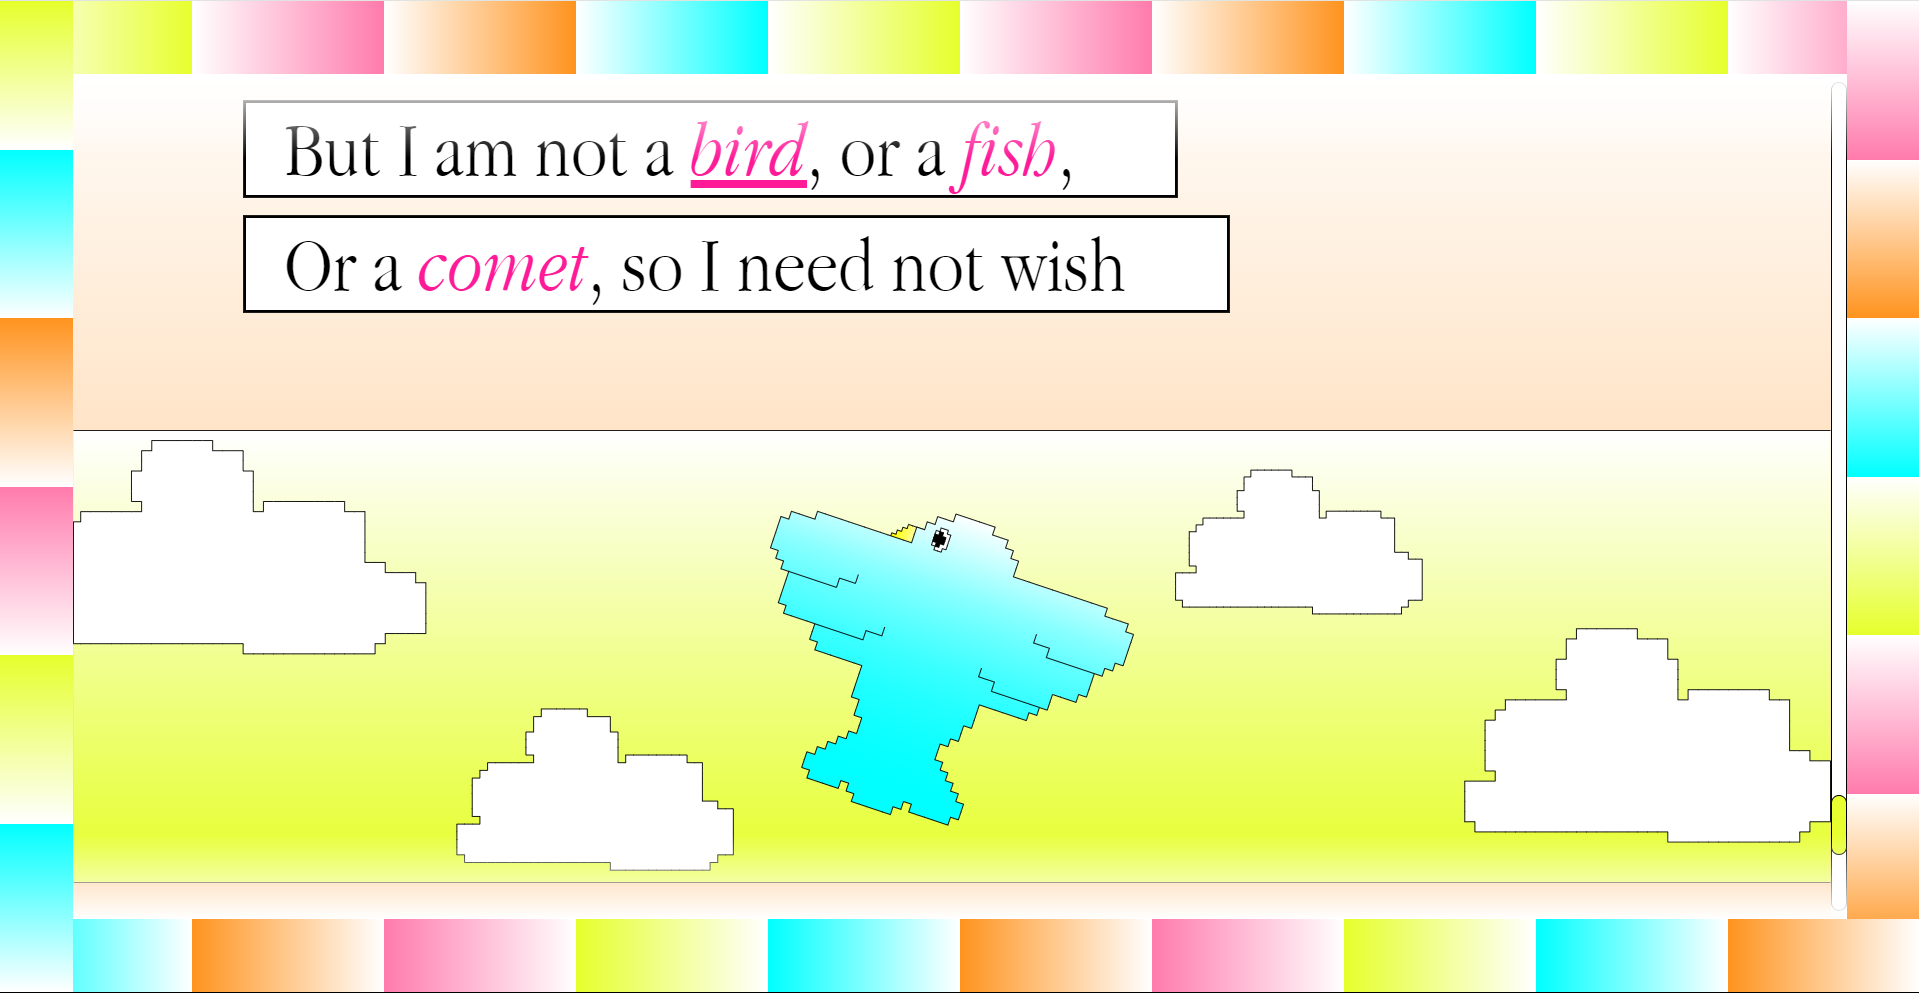 But I am not a bird, or a fish,
Or a comet, so I need not wish